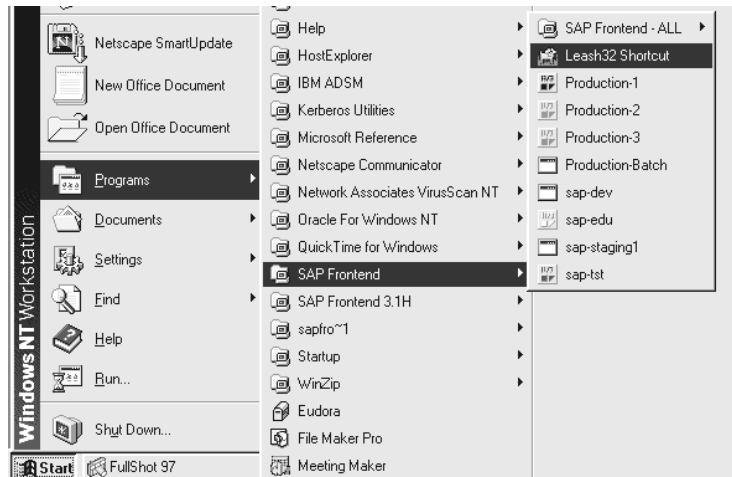 Windows NT Workstation
Netscape SmartUpdate
New Office Document
Open Office Document
Programs
Documents
Settings
Find
Help
Run...
Shut Down...
Start
FullShot 97
Help
HostExplorer
IBM ADSM
Kerberos Utilities
Microsoft Reference
Netscape Communicator
Network Associates VirusScan NT
Oracle For Windows NT
QuickTime for Windows
SAP Frontend
SAP Frontend 3.1H
sapfro~1
Startup
WinZip
Eudora
File Maker Pro
Meeting Maker
SAP Frontend - ALL
Leash32 Shortcut
Production-1
Production-2
Production-3
Production-Batch
sap-dev
sap-edu
sap-staging1
sap-tst